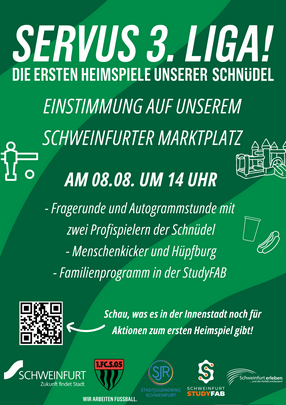 SERVUS 3. LIGA!
DIE ERSTEN HEIMSPIELE UNSERER SCHNÜDEL
EINSTIMMUNG AUF UNSEREM
SCHWEINFURTER MARKTPLATZ
AM 08.08. UM 14 UHR
- Fragerunde und Autogrammstunde mit
zwei Profispielern der Schnüdel
- Menschenkicker und Hüpfburg
- Familienprogramm in der StudyFAB
Schau, was es in der Innenstadt noch für
Aktionen zum ersten Heimspiel gibt!
SCHWEINFURT
Zukunft findet Stadt
1.FC.S.05
WIR ARBEITEN FUSSBALL.
SJR
STADTJUGENDRING
SCHWEINFURT
SCHWEINFURT
STUDYFAB
Schweinfurt erleben